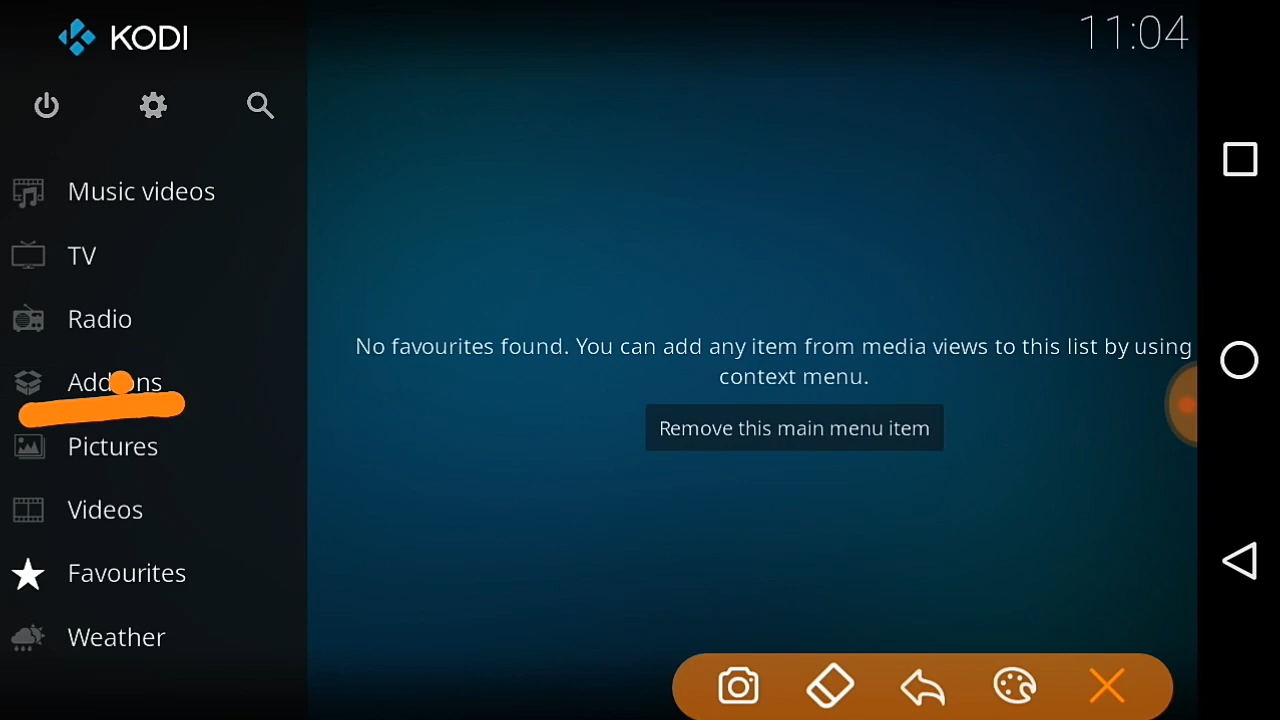 KODI
11:04
Music videos
TV
Radio
Add-ons
Pictures
Videos
Favourites
Weather
No favourites found. You can add any item from media views to this list by using
context menu.
Remove this main menu item